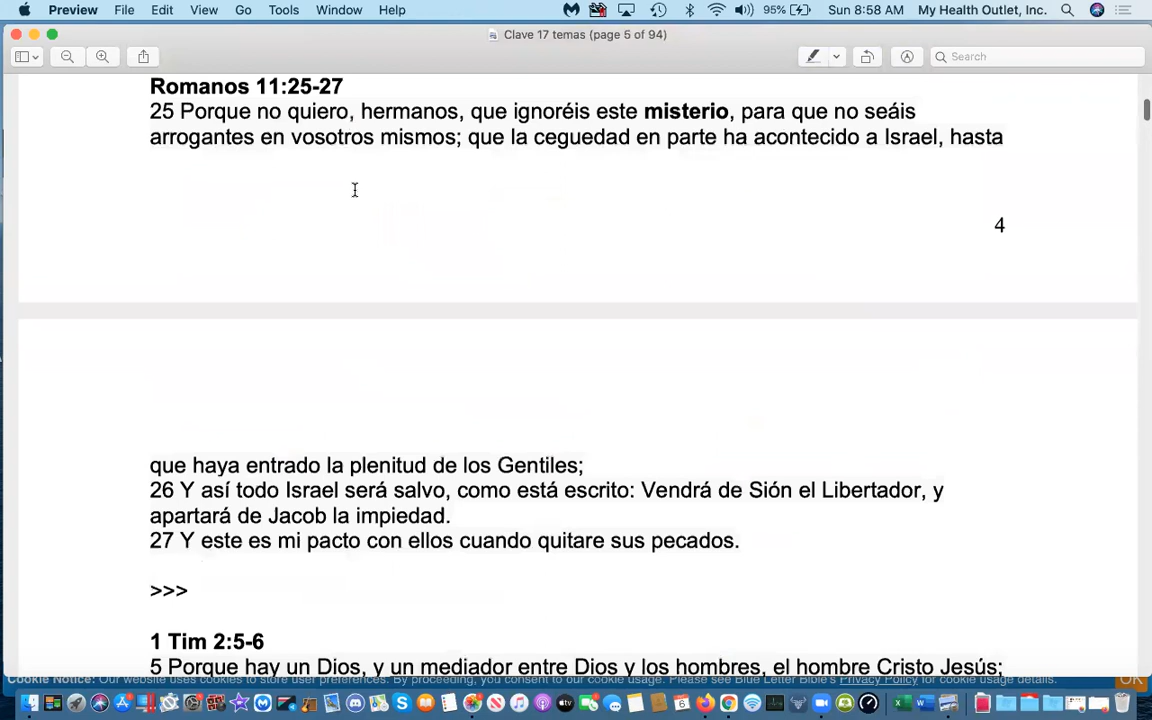 Preview File Edit View Go Tools Window Help 95% Sun 8:58 AM My Health Outlet, Inc.
Clave 17 temas (page 5 of 94)
Search
Romanos 11:25-27
25 Porque no quiero, hermanos, que ignoréis este misterio, para que no seáis
arrogantes en vosotros mismos; que la ceguedad en parte ha acontecido a Israel, hasta
4
que haya entrado la plenitud de los Gentiles;
26 Y así todo Israel será salvo, como está escrito: Vendrá de Sión el Libertador, y
apartará de Jacob la impiedad.
27 Y este es mi pacto con ellos cuando quitare sus pecados.
>>>
1 Tim 2:5-6
5 Porque hay un Dios, y un mediador entre Dios y los hombres, el hombre Cristo Jesús;
Cookie Notice: Our website uses cookies to store user preferences. By proceeding, you consent to our cookie usage. Please see Blue Letter Bible's Privacy Policy for cookie usage details. OK